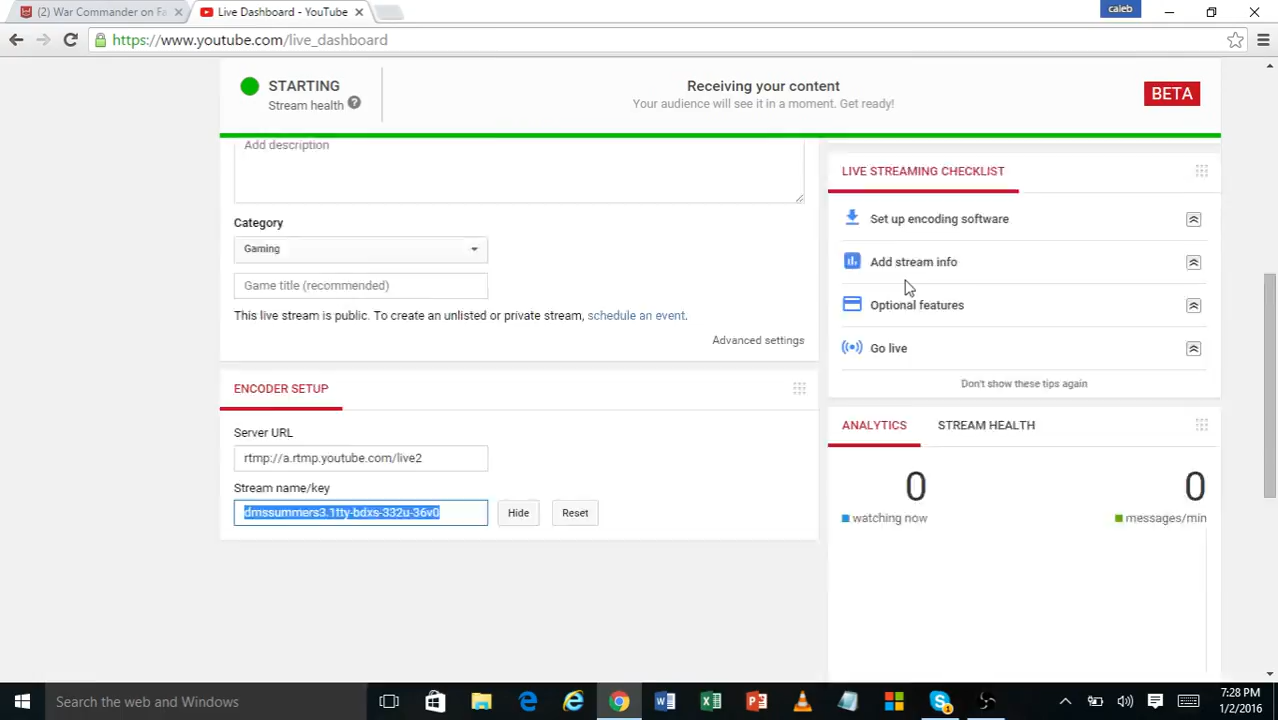 (2) War Commander on Fa
Live Dashboard - YouTube
caleb
https://www.youtube.com/live_dashboard
STARTING
Stream health ?
Receiving your content
Your audience will see it in a moment. Get ready!
BETA
Add description
Category
Gaming
Game title (recommended)
This live stream is public. To create an unlisted or private stream, schedule an event.
Advanced settings
ENCODER SETUP
Server URL
rtmp://a.rtmp.youtube.com/live2
Stream name/key
dmssummers3.1tty-bdxs-332u-36v0
Hide
Reset
LIVE STREAMING CHECKLIST
Set up encoding software
Add stream info
Optional features
Go live
Don't show these tips again
ANALYTICS
STREAM HEALTH
0
0
watching now
messages/min
Search the web and Windows
7:28 PM
1/2/2016